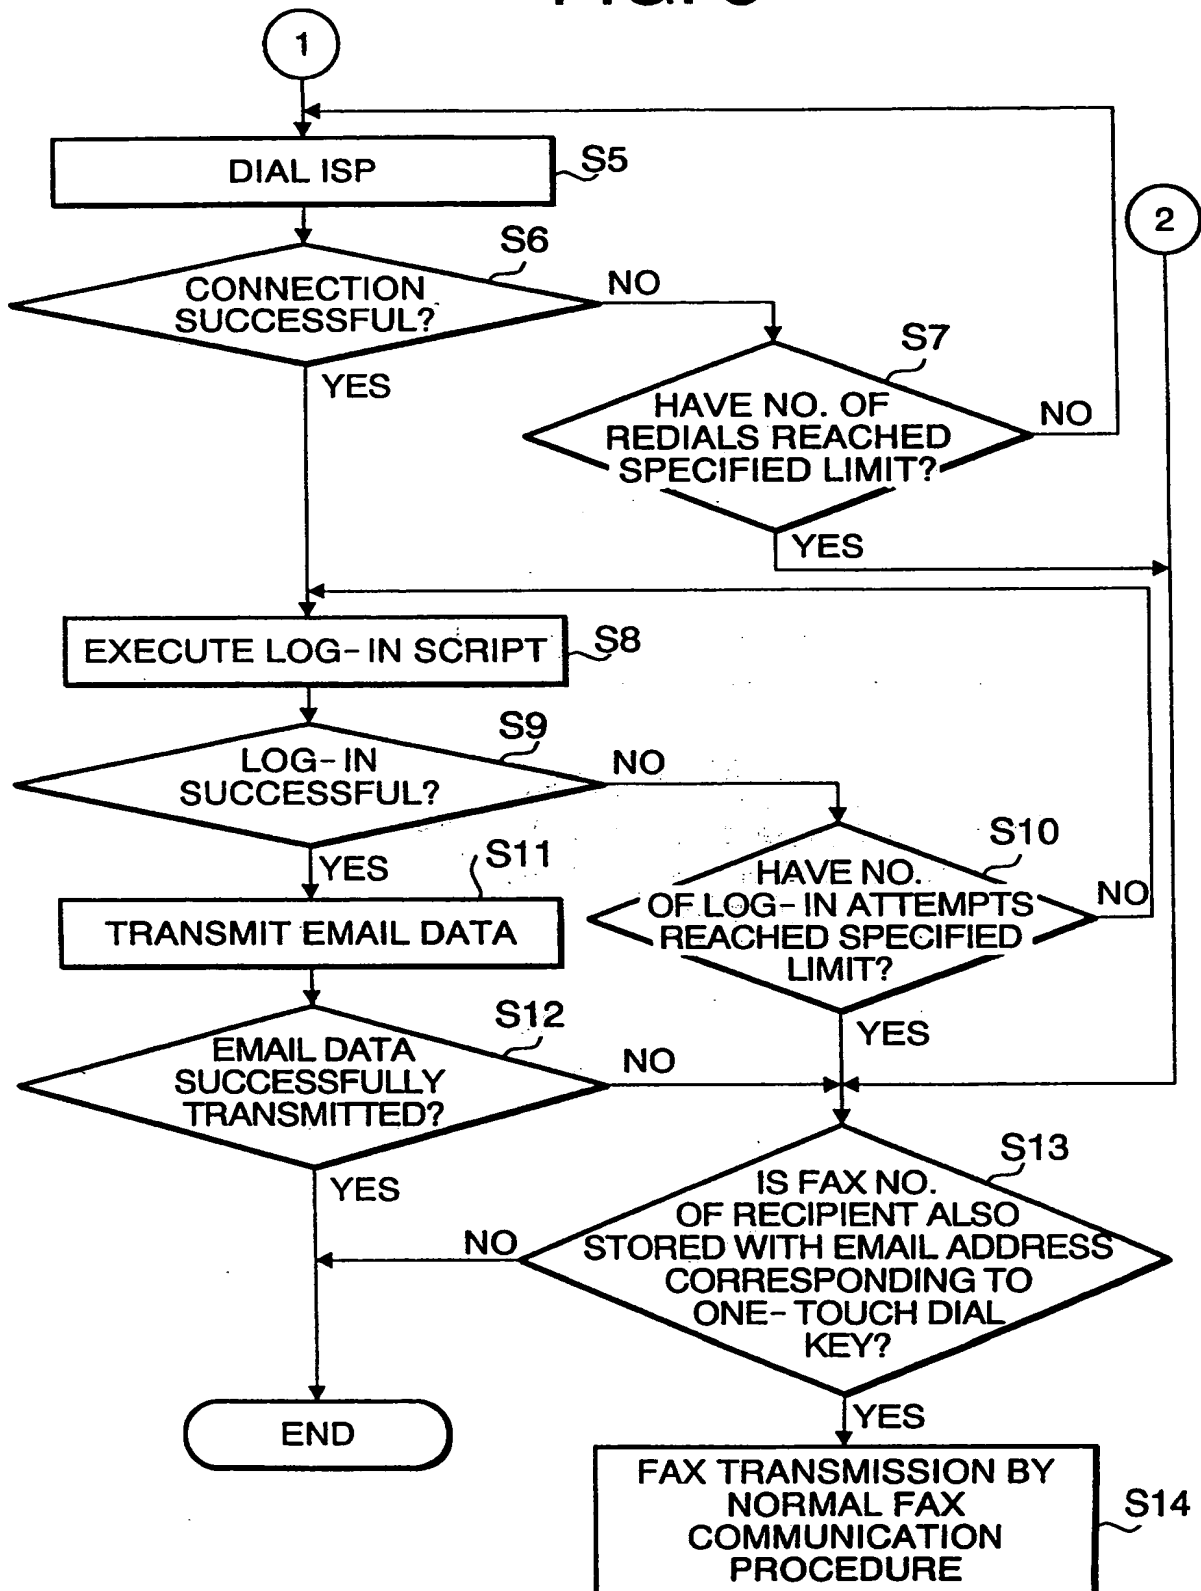 1
DIAL ISP
S5
2
S6
CONNECTION
SUCCESSFUL?
NO
YES
S7
HAVE NO. OF
REDIALS REACHED
SPECIFIED LIMIT?
NO
YES
EXECUTE LOG-IN SCRIPT
S8
S9
LOG-IN
SUCCESSFUL?
NO
YES
S10
HAVE NO.
OF LOG-IN ATTEMPTS
REACHED SPECIFIED
LIMIT?
NO
YES
S11
TRANSMIT EMAIL DATA
S12
EMAIL DATA
SUCCESSFULLY
TRANSMITTED?
NO
YES
S13
IS FAX NO.
OF RECIPIENT ALSO
STORED WITH EMAIL ADDRESS
CORRESPONDING TO
ONE-TOUCH DIAL
KEY?
NO
YES
END
FAX TRANSMISSION BY
NORMAL FAX
COMMUNICATION
PROCEDURE
S14